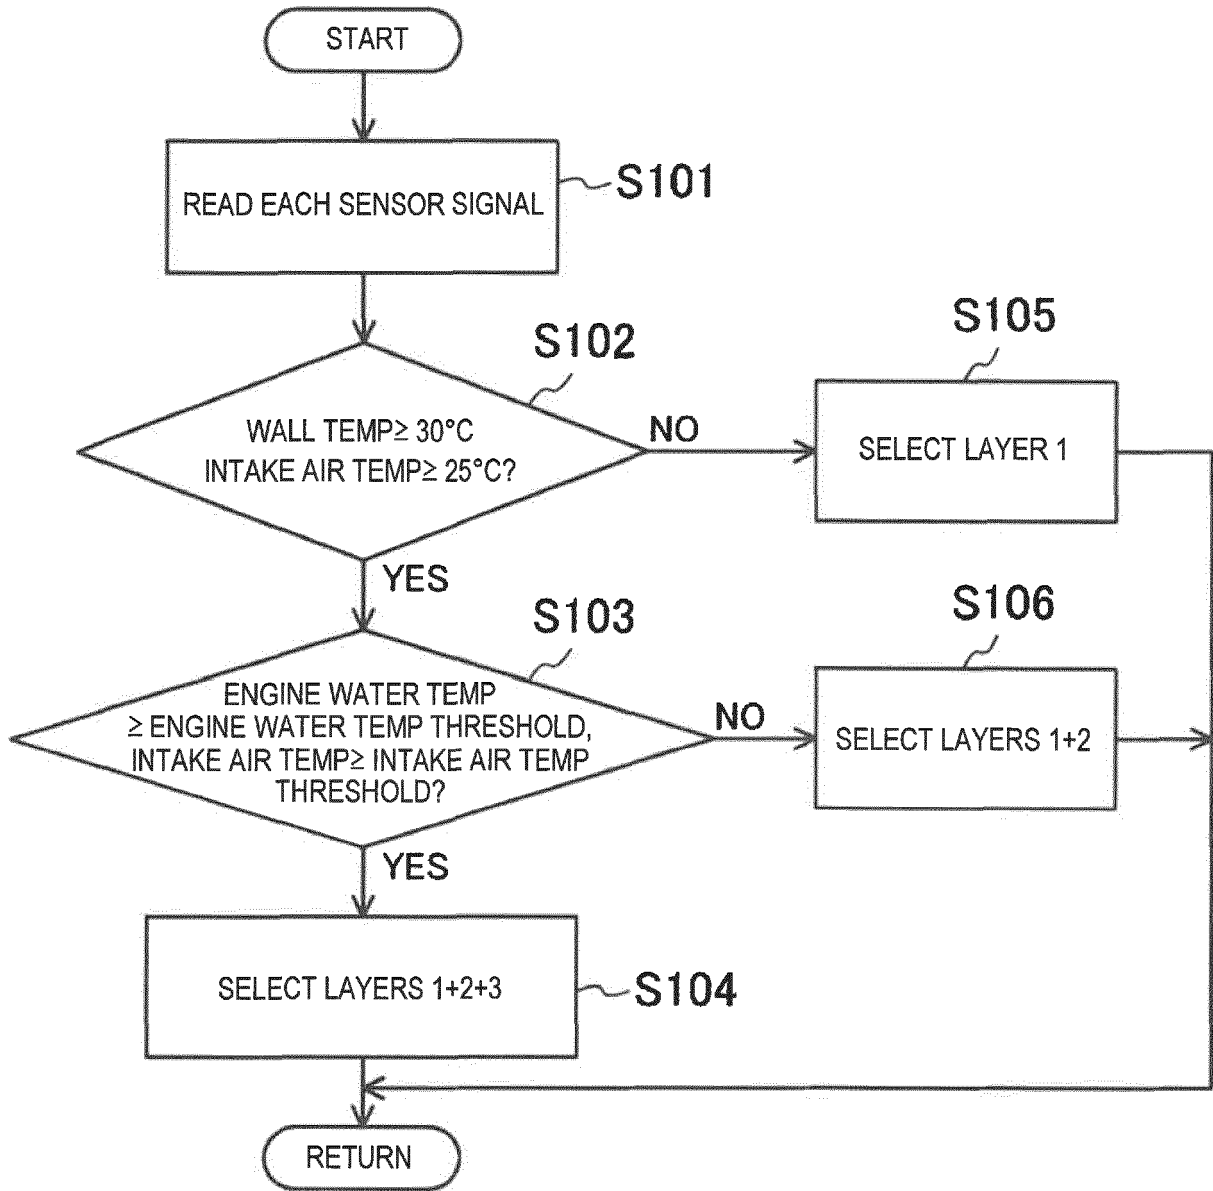 START
READ EACH SENSOR SIGNAL
S101
S102
WALL TEMP≥ 30°C
INTAKE AIR TEMP≥ 25°C?
NO
S105
SELECT LAYER 1
YES
S103
ENGINE WATER TEMP
≥ ENGINE WATER TEMP THRESHOLD,
INTAKE AIR TEMP≥ INTAKE AIR TEMP
THRESHOLD?
NO
S106
SELECT LAYERS 1+2
YES
SELECT LAYERS 1+2+3
S104
RETURN